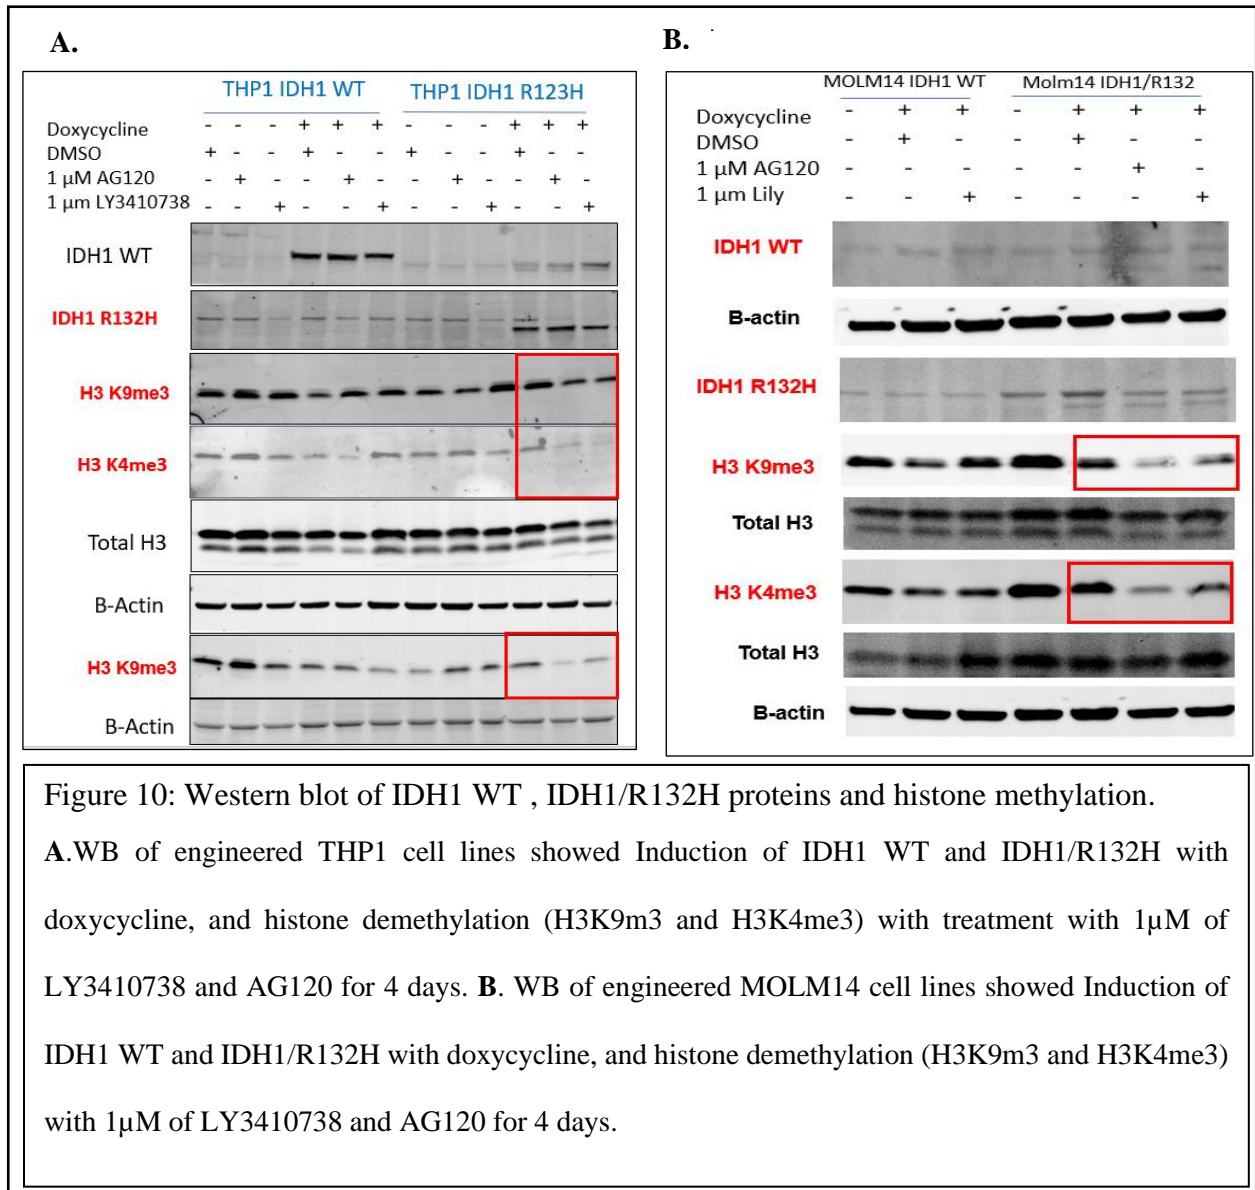 A.
THP1 IDH1 WT THP1 IDH1 R123H
Doxycycline - - - + + + - - - + + +
DMSO + - - + - - + - - + - -
1 µM AG120 - + - - + - - + - - + -
1 µm LY3410738 - - + - - + - - + - - +
IDH1 WT
IDH1 R132H
H3 K9me3
H3 K4me3
Total H3
B-Actin
H3 K9me3
B-Actin
B.
MOLM14 IDH1 WT Molm14 IDH1/R132
Doxycycline - + + - + + +
DMSO - + - - + - -
1 µM AG120 - - - - - + -
1 µm Lily - - + - - - +
IDH1 WT
B-actin
IDH1 R132H
H3 K9me3
Total H3
H3 K4me3
Total H3
B-actin
Figure 10: Western blot of IDH1 WT , IDH1/R132H proteins and histone methylation.
A.WB of engineered THP1 cell lines showed Induction of IDH1 WT and IDH1/R132H with
doxycycline, and histone demethylation (H3K9m3 and H3K4me3) with treatment with 1µM of
LY3410738 and AG120 for 4 days. B. WB of engineered MOLM14 cell lines showed Induction of
IDH1 WT and IDH1/R132H with doxycycline, and histone demethylation (H3K9m3 and H3K4me3)
with 1µM of LY3410738 and AG120 for 4 days.